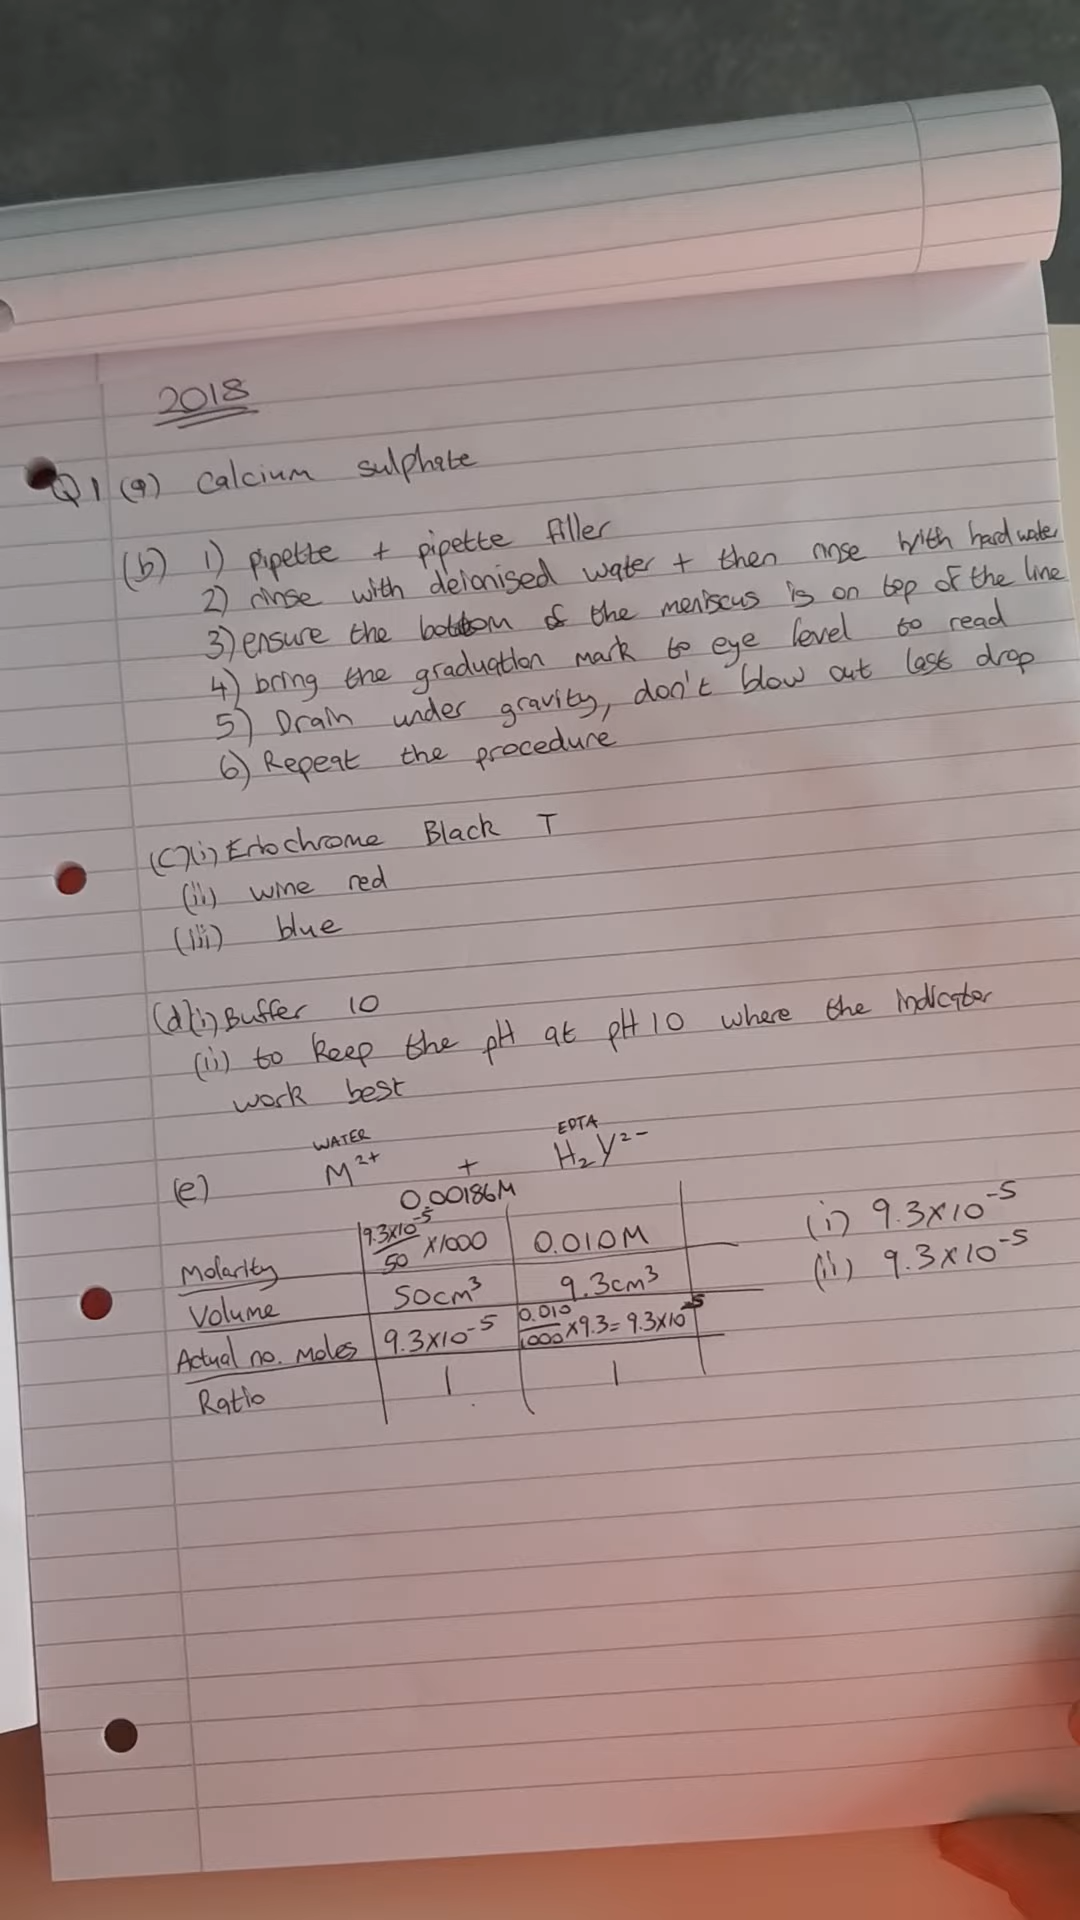 2018
Q1 (a) Calcium sulphate
(b) 1) pipette + pipette filler
2) rinse with deionised water + then rinse with hard water
3) ensure the bottom of the meniscus is on top of the line
4) bring the graduation mark to eye level to read
5) Drain under gravity, don't blow out last drop
6) Repeat the procedure
(c)(i) Eriochrome Black T
(ii) wine red
(iii) blue
(d)(i) Buffer 10
(ii) to keep the pH at pH 10 where the indicator
work best
WATER EDTA
(e) M²⁺ + H₂Y²⁻
0.00186M
Molarity 9.3x10⁻⁵/50 x1000 0.010M
Volume 50cm³ 9.3cm³
Actual no. Moles 9.3x10⁻⁵ 0.010/1000 x9.3 = 9.3x10⁻⁵
Ratio 1 1
(i) 9.3x10⁻⁵
(ii) 9.3x10⁻⁵